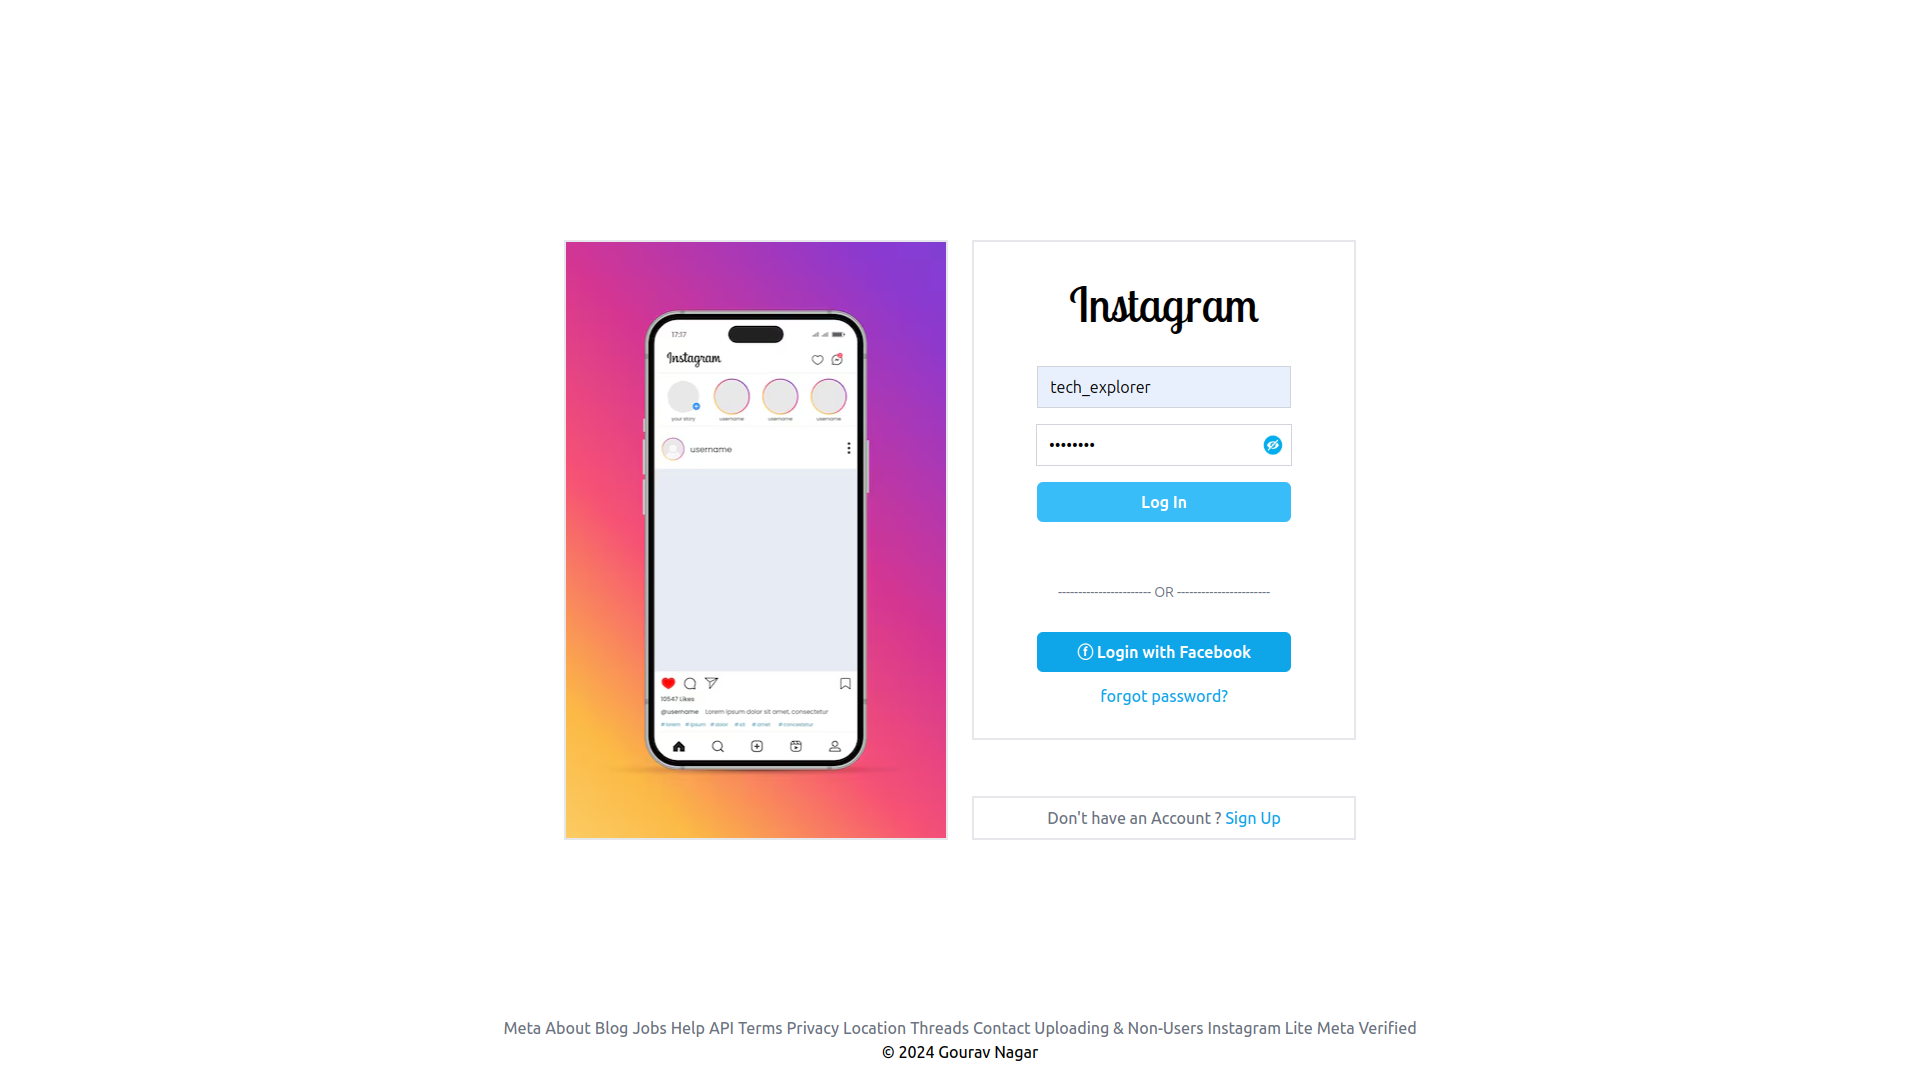 17:17
Instagram
your story username username username
username
10547 Likes
@username Lorem ipsum dolor sit amet, consectetur
#lorem #ipsum #dolor #sit #amet #consectetur
Instagram
tech_explorer
••••••••
Log In
----------------------- OR -----------------------
Login with Facebook
forgot password?
Don't have an Account ? Sign Up
Meta About Blog Jobs Help API Terms Privacy Location Threads Contact Uploading & Non-Users Instagram Lite Meta Verified
© 2024 Gourav Nagar